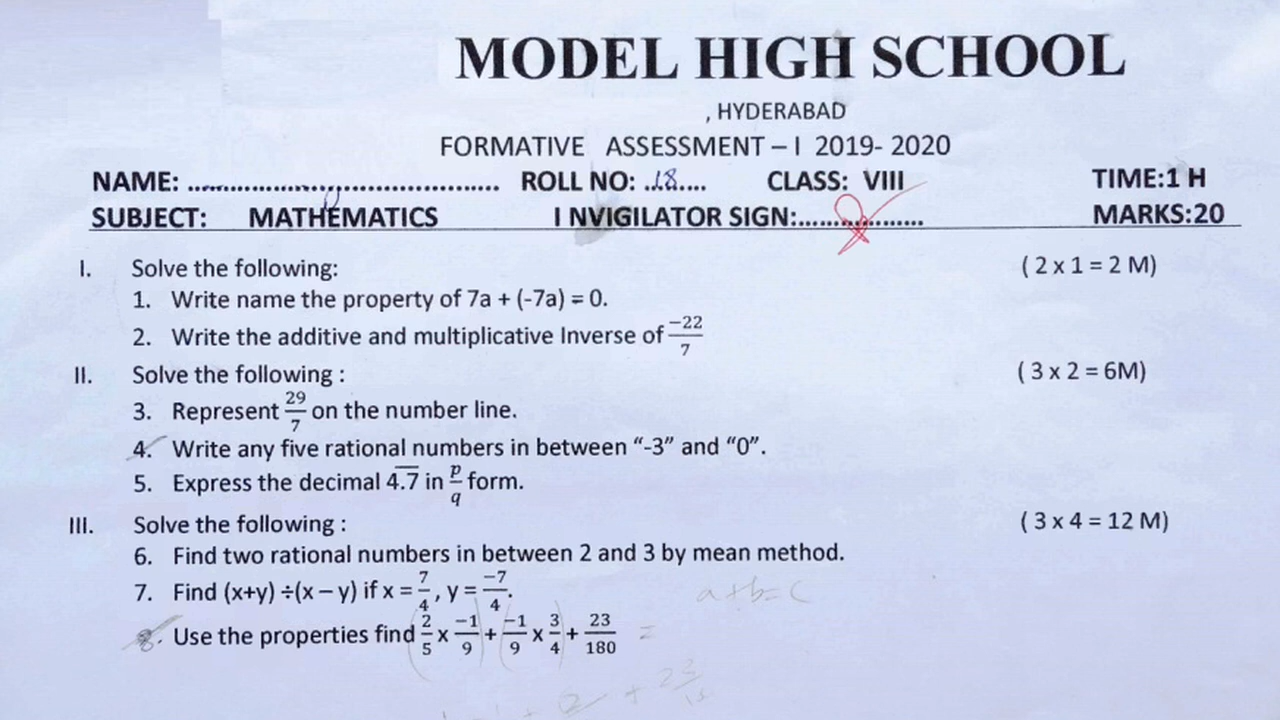 MODEL HIGH SCHOOL
, HYDERABAD
FORMATIVE ASSESSMENT – I 2019- 2020
NAME: ............................................ ROLL NO: .18.... CLASS: VIII TIME:1 H
SUBJECT: MATHEMATICS I NVIGILATOR SIGN:.................... MARKS:20
I. Solve the following: ( 2 x 1 = 2 M)
1. Write name the property of 7a + (-7a) = 0.
2. Write the additive and multiplicative Inverse of −22/7
II. Solve the following : ( 3 x 2 = 6M)
3. Represent 29/7 on the number line.
4. Write any five rational numbers in between “-3” and “0”.
5. Express the decimal 4.7̅ in p/q form.
III. Solve the following : ( 3 x 4 = 12 M)
6. Find two rational numbers in between 2 and 3 by mean method.
7. Find (x+y) ÷(x – y) if x = 7/4 , y = −7/4.
a+b=c
8. Use the properties find (2/5 x −1/9) + (−1/9 x 3/4) + 23/180 =